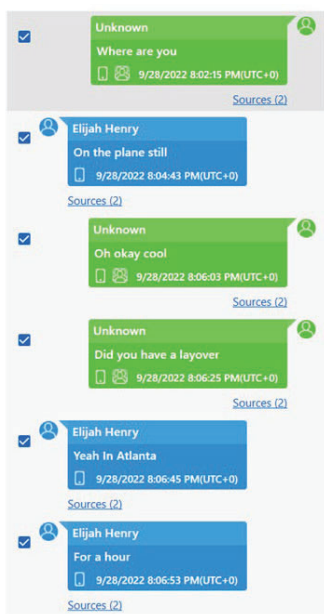 Unknown
Where are you
9/28/2022 8:02:15 PM(UTC+0)
Sources (2)
Elijah Henry
On the plane still
9/28/2022 8:04:43 PM(UTC+0)
Sources (2)
Unknown
Oh okay cool
9/28/2022 8:06:03 PM(UTC+0)
Sources (2)
Unknown
Did you have a layover
9/28/2022 8:06:25 PM(UTC+0)
Sources (2)
Elijah Henry
Yeah In Atlanta
9/28/2022 8:06:45 PM(UTC+0)
Sources (2)
Elijah Henry
For a hour
9/28/2022 8:06:53 PM(UTC+0)
Sources (2)